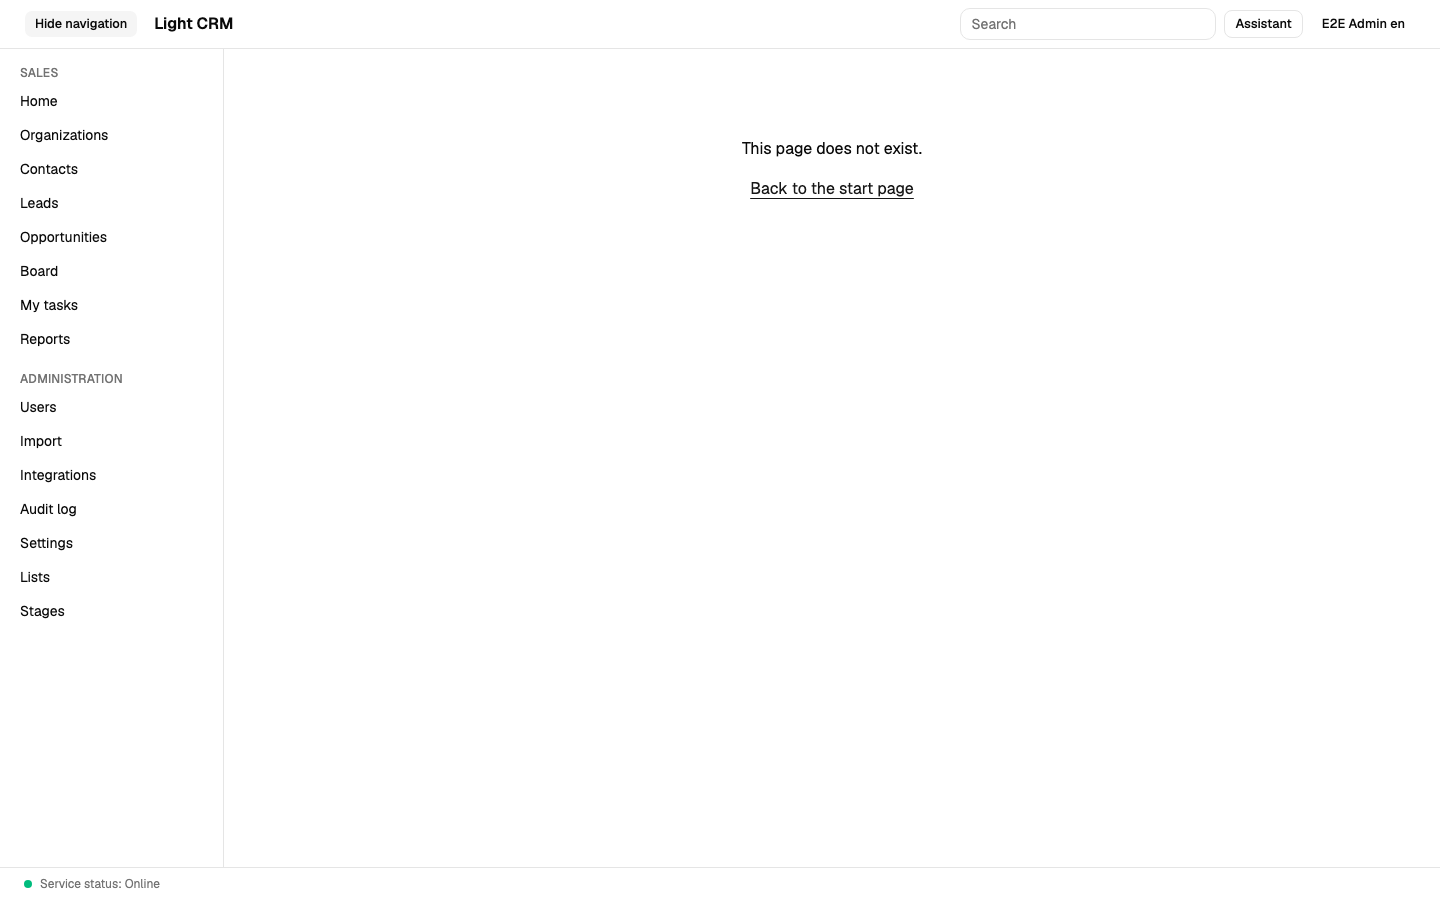 Hide navigation
Light CRM
Search
Assistant
E2E Admin en
SALES
Home
Organizations
Contacts
Leads
Opportunities
Board
My tasks
Reports
ADMINISTRATION
Users
Import
Integrations
Audit log
Settings
Lists
Stages
This page does not exist.
Back to the start page
Service status: Online